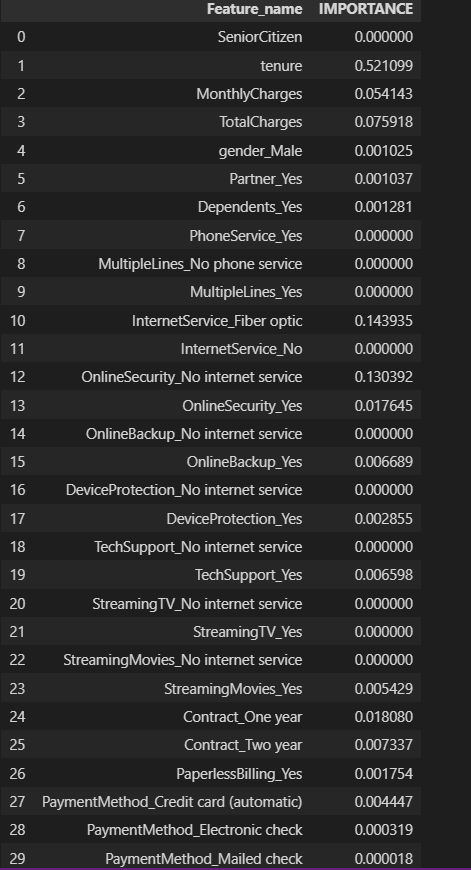 Feature_name IMPORTANCE
0 SeniorCitizen 0.000000
1 tenure 0.521099
2 MonthlyCharges 0.054143
3 TotalCharges 0.075918
4 gender_Male 0.001025
5 Partner_Yes 0.001037
6 Dependents_Yes 0.001281
7 PhoneService_Yes 0.000000
8 MultipleLines_No phone service 0.000000
9 MultipleLines_Yes 0.000000
10 InternetService_Fiber optic 0.143935
11 InternetService_No 0.000000
12 OnlineSecurity_No internet service 0.130392
13 OnlineSecurity_Yes 0.017645
14 OnlineBackup_No internet service 0.000000
15 OnlineBackup_Yes 0.006689
16 DeviceProtection_No internet service 0.000000
17 DeviceProtection_Yes 0.002855
18 TechSupport_No internet service 0.000000
19 TechSupport_Yes 0.006598
20 StreamingTV_No internet service 0.000000
21 StreamingTV_Yes 0.000000
22 StreamingMovies_No internet service 0.000000
23 StreamingMovies_Yes 0.005429
24 Contract_One year 0.018080
25 Contract_Two year 0.007337
26 PaperlessBilling_Yes 0.001754
27 PaymentMethod_Credit card (automatic) 0.004447
28 PaymentMethod_Electronic check 0.000319
29 PaymentMethod_Mailed check 0.000018